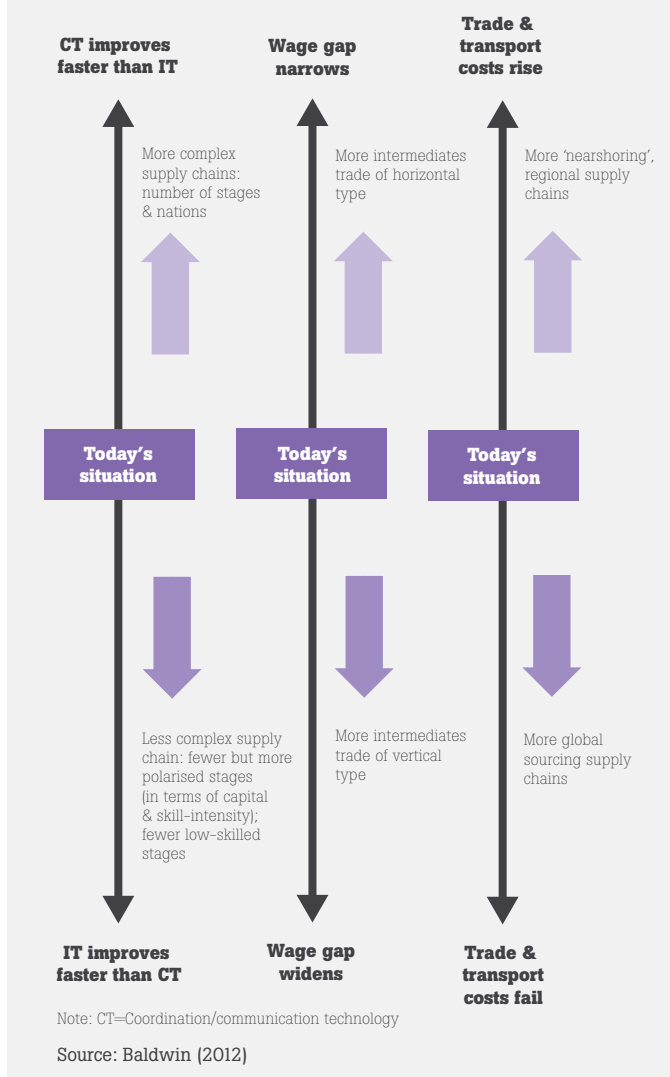 CT improves
faster than IT
Wage gap
narrows
Trade &
transport
costs rise
More complex
supply chains:
number of stages
& nations
More intermediates
trade of horizontal
type
More ‘nearshoring’,
regional supply
chains
Today’s
situation
Today’s
situation
Today’s
situation
Less complex supply
chain: fewer but more
polarised stages
(in terms of capital
& skill-intensity);
fewer low-skilled
stages
More intermediates
trade of vertical
type
More global
sourcing supply
chains
IT improves
faster than CT
Wage gap
widens
Trade &
transport
costs fail
Note: CT=Coordination/communication technology
Source: Baldwin (2012)